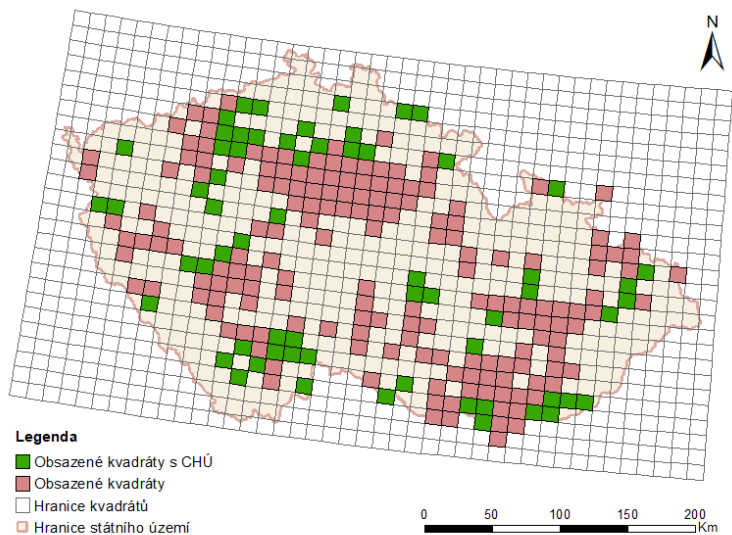 N
Legenda
Obsazené kvadráty s CHÚ
Obsazené kvadráty
Hranice kvadrátů
Hranice státního území
0 50 100 150 200
Km